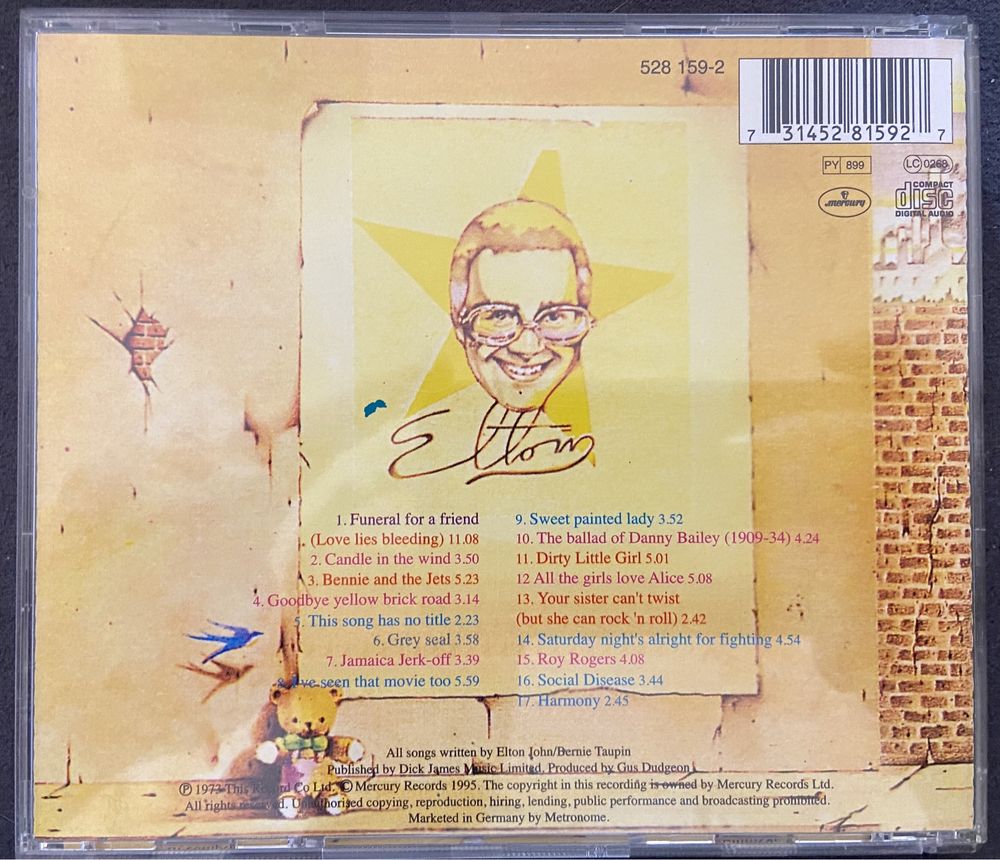 528 159-2
7 31452 81592 7
PY 899
LC 0268
mercury
COMPACT
disc
DIGITAL AUDIO
Elton
1. Funeral for a friend
(Love lies bleeding) 11.08
2. Candle in the wind 3.50
3. Bennie and the Jets 5.23
4. Goodbye yellow brick road 3.14
5. This song has no title 2.23
6. Grey seal 3.58
7. Jamaica Jerk-off 3.39
8. I've seen that movie too 5.59
9. Sweet painted lady 3.52
10. The ballad of Danny Bailey (1909-34) 4.24
11. Dirty Little Girl 5.01
12 All the girls love Alice 5.08
13. Your sister can't twist
(but she can rock 'n roll) 2.42
14. Saturday night's alright for fighting 4.54
15. Roy Rogers 4.08
16. Social Disease 3.44
17. Harmony 2.45
All songs written by Elton John/Bernie Taupin
Published by Dick James Music Limited. Produced by Gus Dudgeon
℗ 1973 This Record Co Ltd. © Mercury Records 1995. The copyright in this recording is owned by Mercury Records Ltd.
All rights reserved. Unauthorised copying, reproduction, hiring, lending, public performance and broadcasting prohibited.
Marketed in Germany by Metronome.